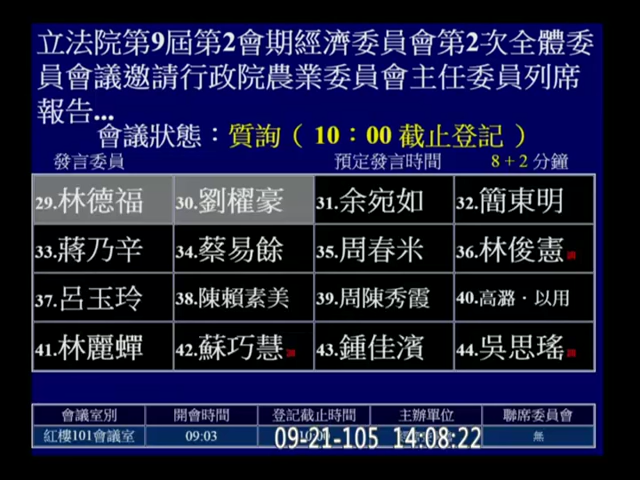 立法院第9屆第2會期經濟委員會第2次全體委
員會議邀請行政院農業委員會主任委員列席
報告...
會議狀態：質詢（ 10：00 截止登記 ）
發言委員 預定發言時間 8 + 2 分鐘
29.林德福 30.劉櫂豪 31.余宛如 32.簡東明
33.蔣乃辛 34.蔡易餘 35.周春米 36.林俊憲
37.呂玉玲 38.陳賴素美 39.周陳秀霞 40.高潞．以用
41.林麗蟬 42.蘇巧慧 43.鍾佳濱 44.吳思瑤
會議室別 開會時間 登記截止時間 主辦單位 聯席委員會
紅樓101會議室 09:03 無
09-21-105 14:08:22